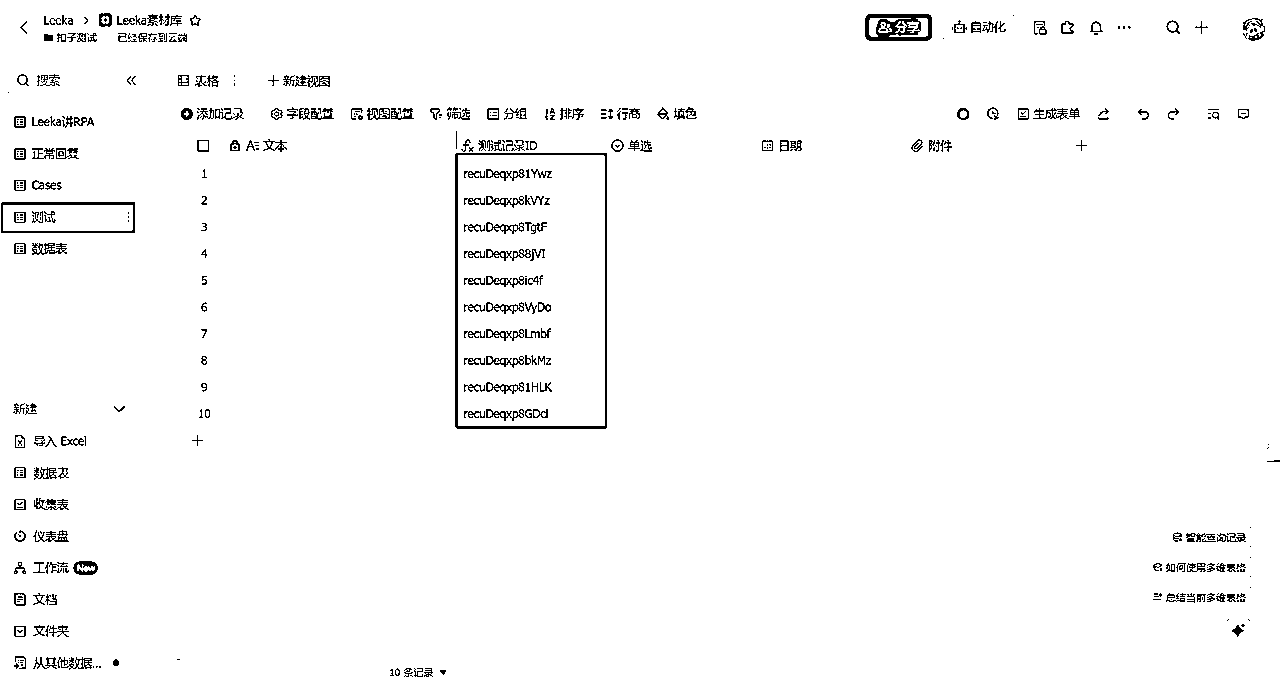 Leeka > Leeka素材库
扣子测试 已经保存到云端
分享 自动化
搜索
表格
新建视图
添加记录 字段配置 视图配置 筛选 分组 排序 行高 填色 生成表单
Leeka讲RPA
正常回复
Cases
测试
数据表
文本 测试记录ID 单选 日期 附件
1 recuDeqxp81Ywz
2 recuDeqxp8kVYz
3 recuDeqxp8TgtF
4 recuDeqxp88jVI
5 recuDeqxp8ic4f
6 recuDeqxp8VyDo
7 recuDeqxp8Lmbf
8 recuDeqxp8bkMz
9 recuDeqxp81HLK
10 recuDeqxp8GDcl
新建
导入 Excel
数据表
收集表
仪表盘
工作流 New
文档
文件夹
从其他数据...
智能查询记录
如何使用多维表格
总结当前多维表格
10 条记录